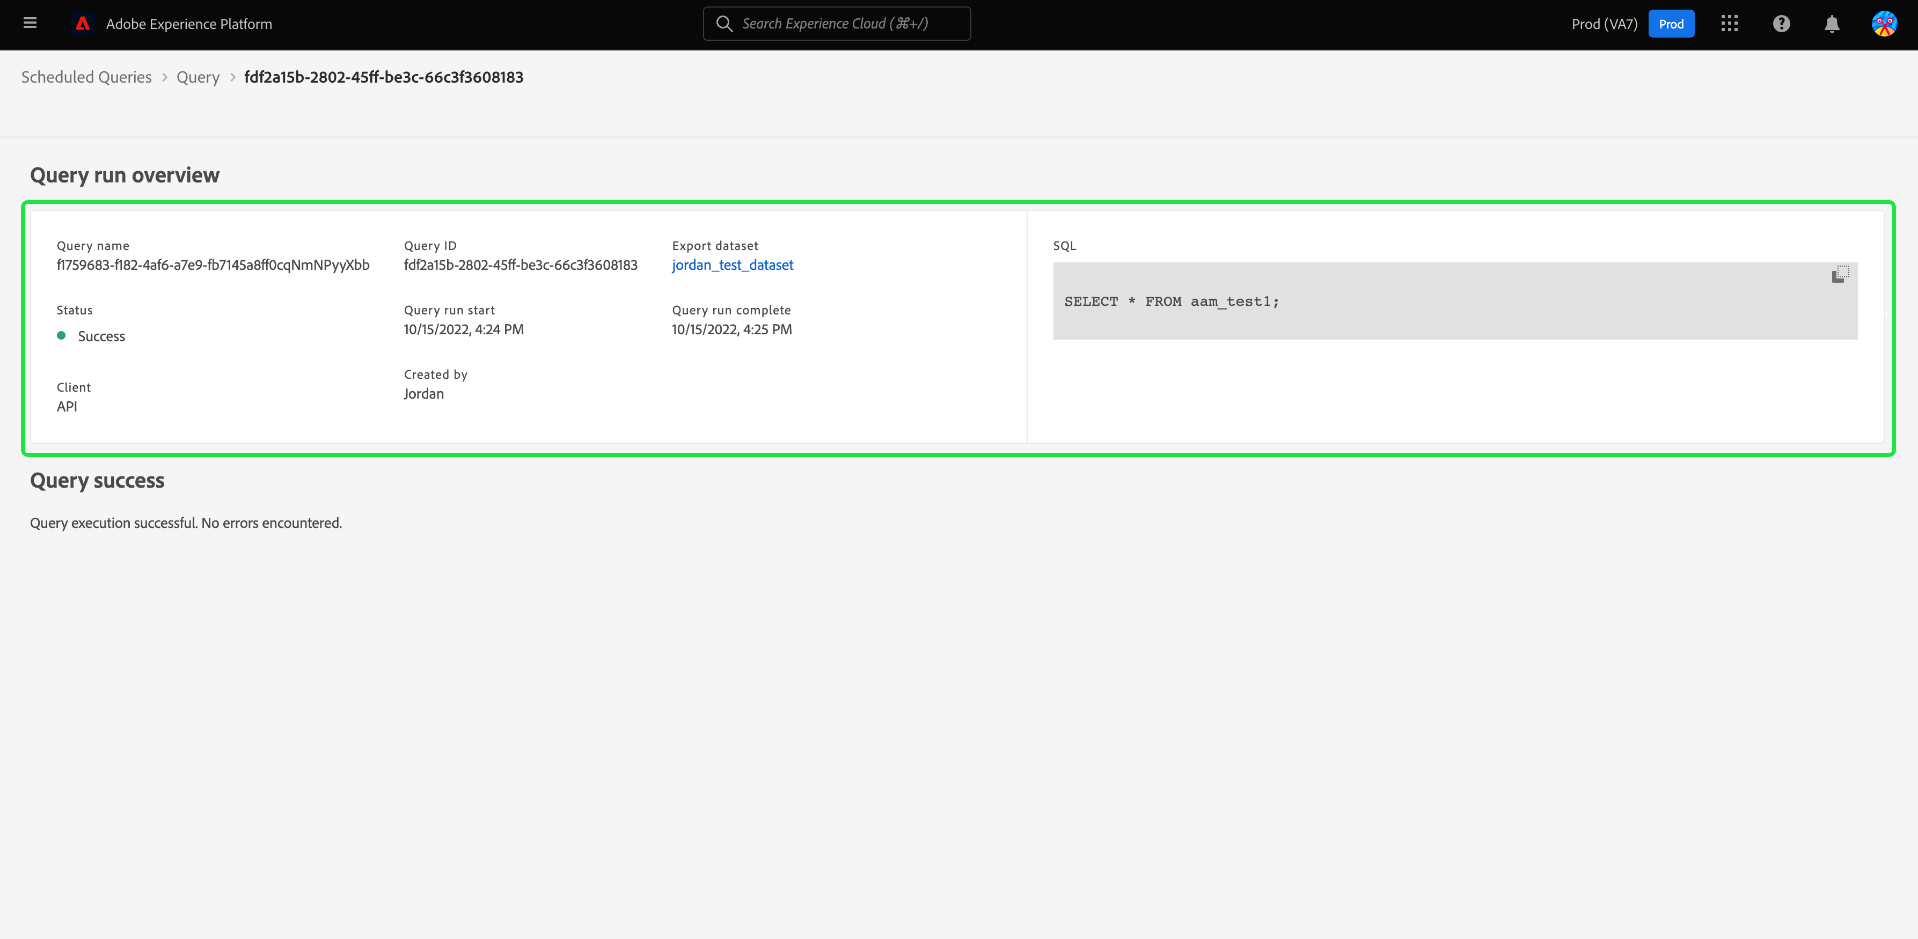 Adobe Experience Platform
Search Experience Cloud (⌘+/)
Prod (VA7)
Prod
Scheduled Queries > Query > fdf2a15b-2802-45ff-be3c-66c3f3608183
Query run overview
Query name
f1759683-f182-4af6-a7e9-fb7145a8ff0cqNmNPyyXbb
Query ID
fdf2a15b-2802-45ff-be3c-66c3f3608183
Export dataset
jordan_test_dataset
Status
Success
Query run start
10/15/2022, 4:24 PM
Query run complete
10/15/2022, 4:25 PM
Client
API
Created by
Jordan
SQL
SELECT * FROM aam_test1;
Query success
Query execution successful. No errors encountered.